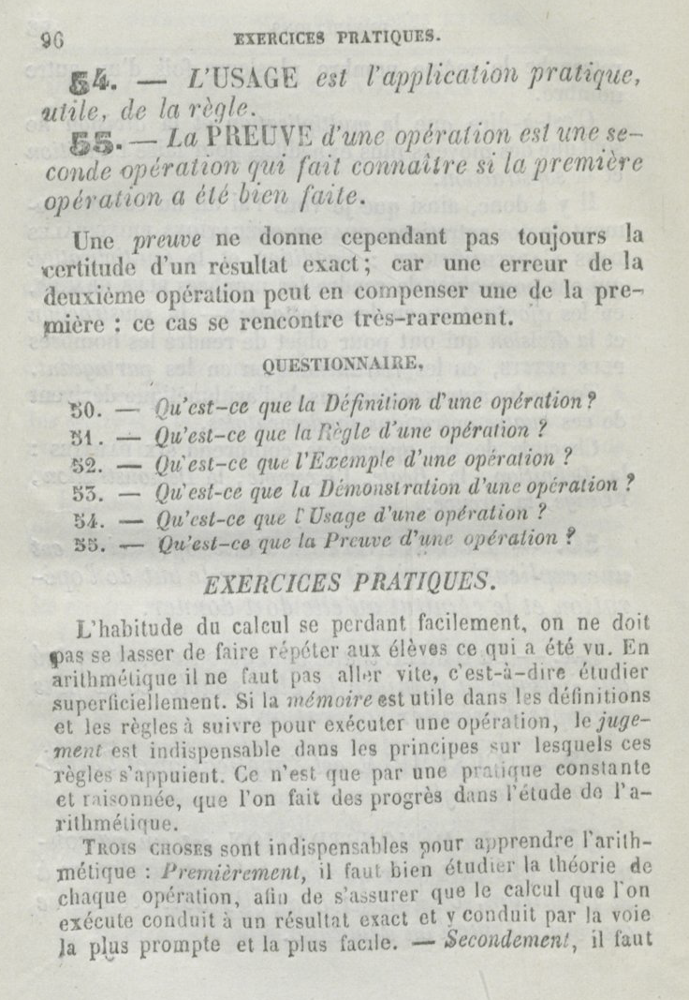 96 EXERCICES PRATIQUES.
54. — L'USAGE est l'application pratique,
utile, de la règle.
55. — La PREUVE d'une opération est une se-
conde opération qui fait connaître si la première
opération a été bien faite.
Une preuve ne donne cependant pas toujours la
certitude d'un résultat exact; car une erreur de la
deuxième opération peut en compenser une de la pre-
mière : ce cas se rencontre très-rarement.
QUESTIONNAIRE.
50. — Qu'est-ce que la Définition d'une opération?
51. — Qu'est-ce que la Règle d'une opération ?
52. — Qu'est-ce que l'Exemple d'une opération ?
53. — Qu'est-ce que la Démonstration d'une opération ?
54. — Qu'est-ce que l'Usage d'une opération ?
55. — Qu'est-ce que la Preuve d'une opération ?
EXERCICES PRATIQUES.
L'habitude du calcul se perdant facilement, on ne doit
pas se lasser de faire répéter aux élèves ce qui a été vu. En
arithmétique il ne faut pas aller vite, c'est-à-dire étudier
superficiellement. Si la mémoire est utile dans les définitions
et les règles à suivre pour exécuter une opération, le juge-
ment est indispensable dans les principes sur lesquels ces
règles s'appuient. Ce n'est que par une pratique constante
et raisonnée, que l'on fait des progrès dans l'étude de l'a-
rithmétique.
TROIS CHOSES sont indispensables pour apprendre l'arith-
métique : Premièrement, il faut bien étudier la théorie de
chaque opération, afin de s'assurer que le calcul que l'on
exécute conduit à un résultat exact et y conduit par la voie
la plus prompte et la plus facile. — Secondement, il faut